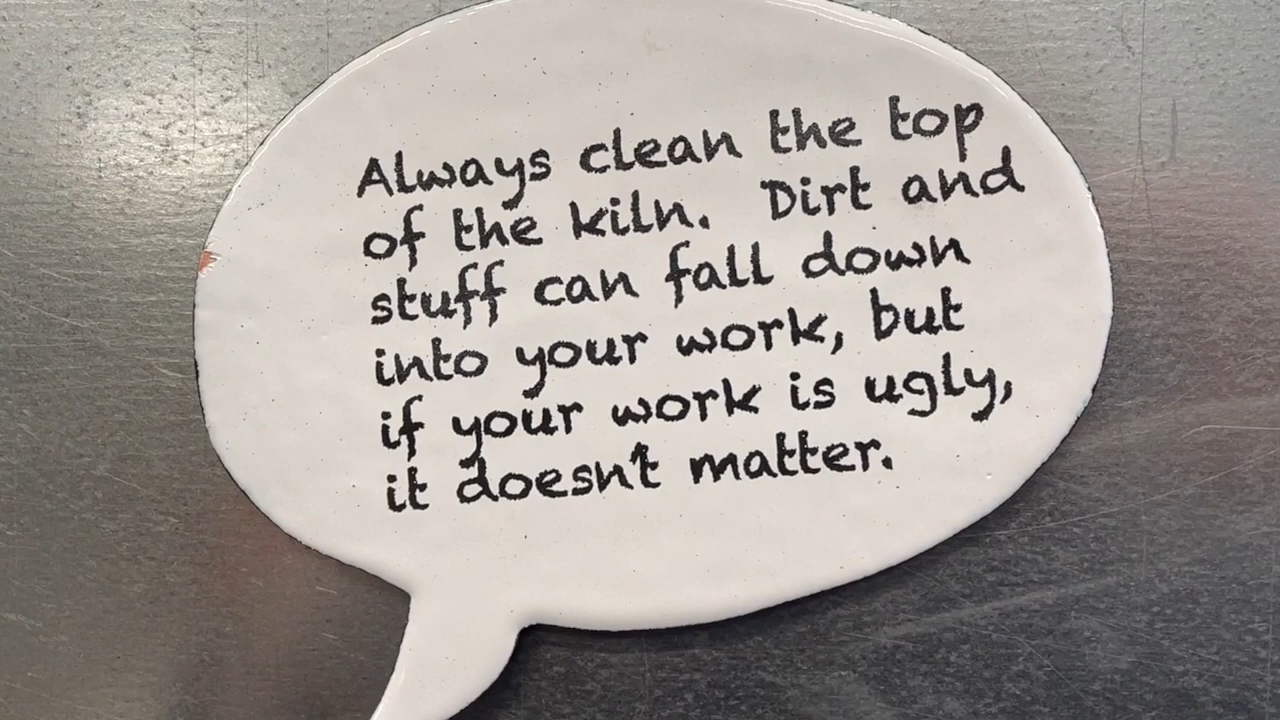 Always clean the top
of the kiln. Dirt and
stuff can fall down
into your work, but
if your work is ugly,
it doesn't matter.